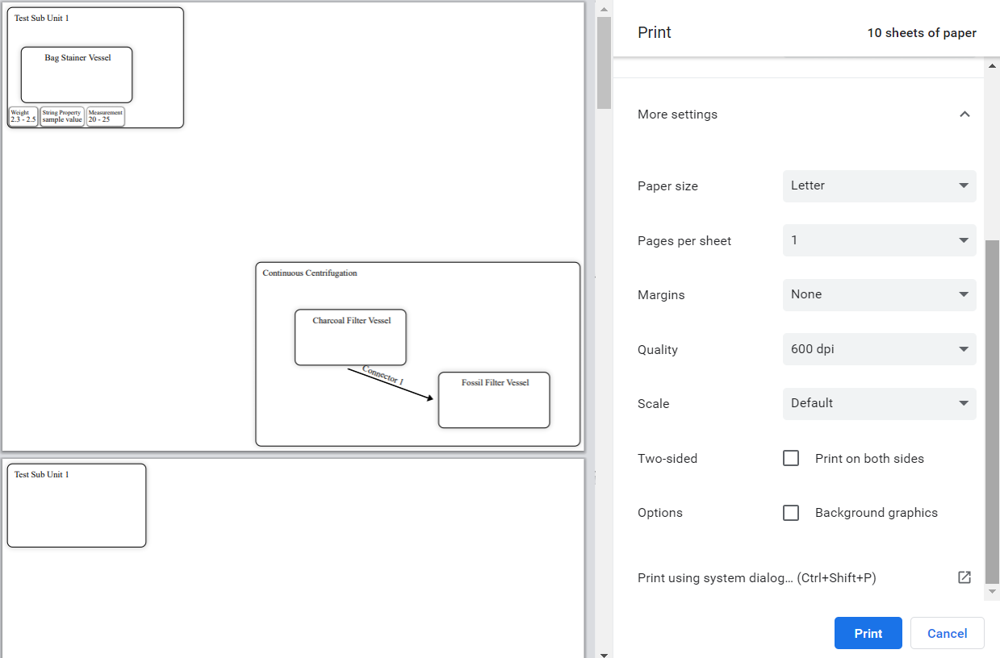 Test Sub Unit 1
Bag Stainer Vessel
Weight
2.3 - 2.5
String Property
sample value
Measurement
20 - 25
Continuous Centrifugation
Charcoal Filter Vessel
Connector 1
Fossil Filter Vessel
Test Sub Unit 1
Print
10 sheets of paper
More settings
Paper size
Letter
Pages per sheet
1
Margins
None
Quality
600 dpi
Scale
Default
Two-sided
Print on both sides
Options
Background graphics
Print using system dialog... (Ctrl+Shift+P)
Print
Cancel